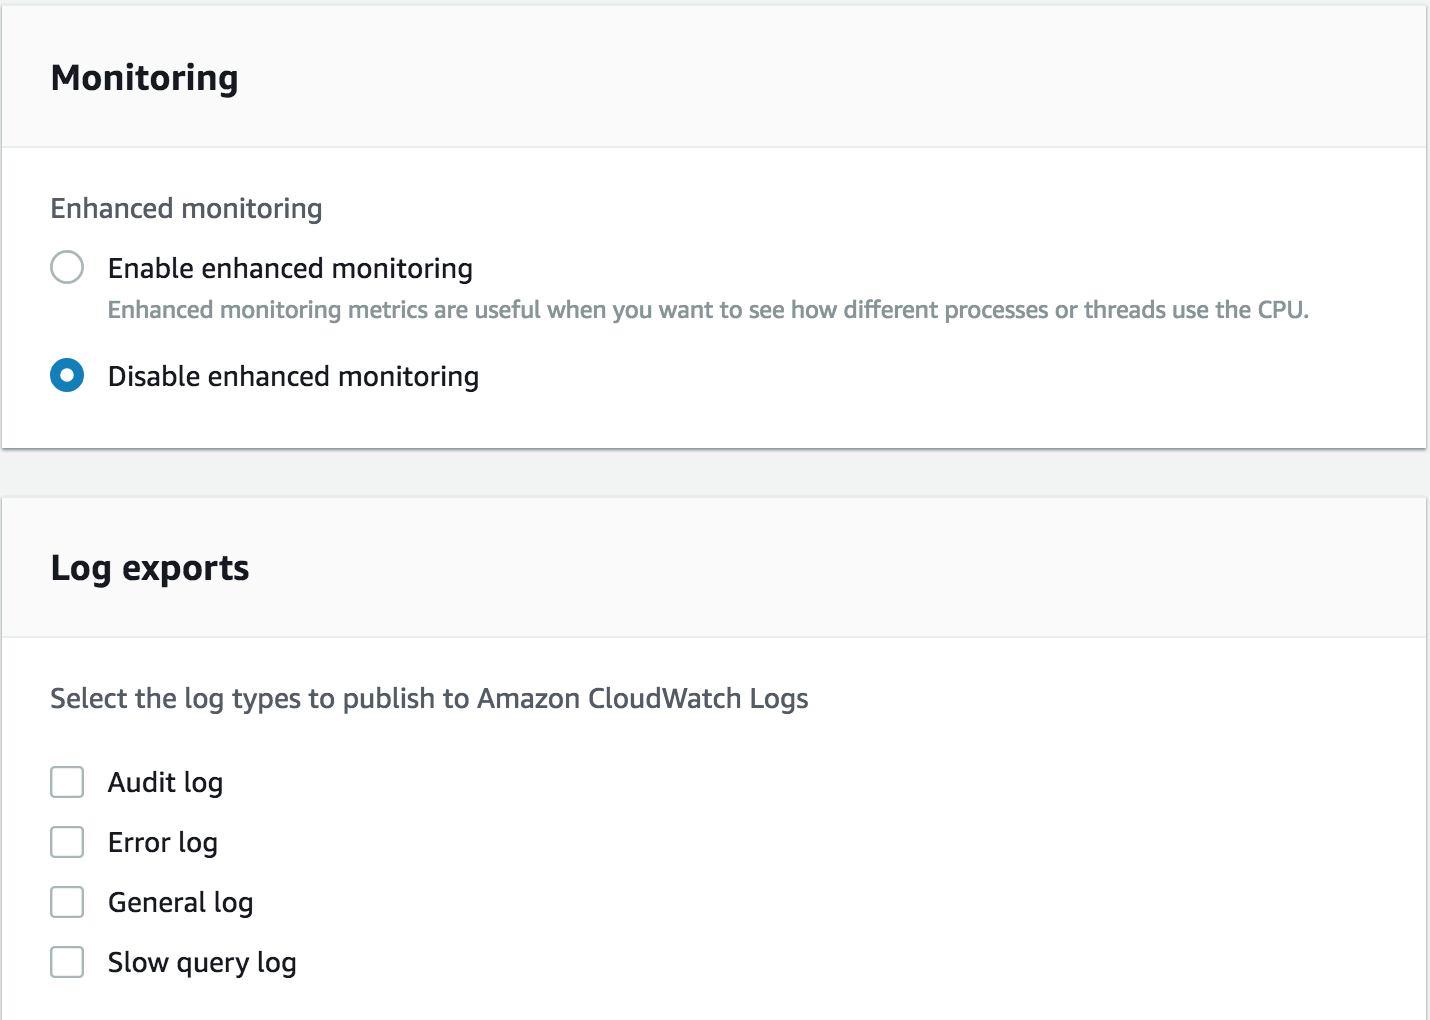 Monitoring
Enhanced monitoring
Enable enhanced monitoring
Enhanced monitoring metrics are useful when you want to see how different processes or threads use the CPU.
Disable enhanced monitoring
Log exports
Select the log types to publish to Amazon CloudWatch Logs
Audit log
Error log
General log
Slow query log